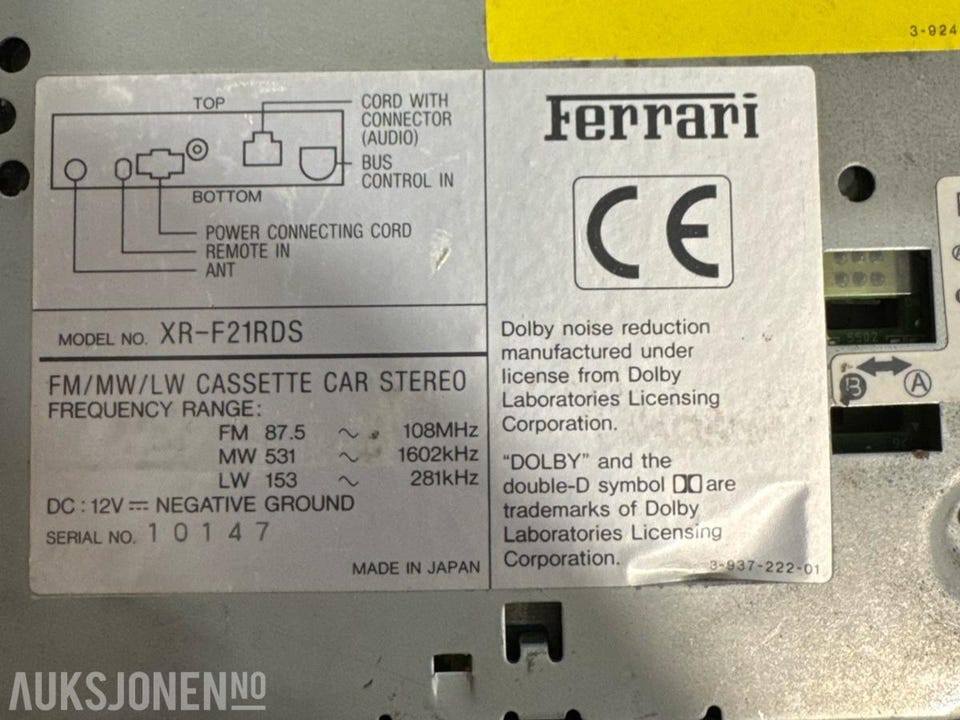 3-924
TOP
CORD WITH
CONNECTOR
(AUDIO)
BUS
CONTROL IN
BOTTOM
POWER CONNECTING CORD
REMOTE IN
ANT
MODEL NO. XR-F21RDS
FM/MW/LW CASSETTE CAR STEREO
FREQUENCY RANGE:
FM 87.5 ～ 108MHz
MW 531 ～ 1602kHz
LW 153 ～ 281kHz
DC : 12V ⎓ NEGATIVE GROUND
SERIAL NO. 10147
MADE IN JAPAN
Ferrari
CE
Dolby noise reduction
manufactured under
license from Dolby
Laboratories Licensing
Corporation.
"DOLBY" and the
double-D symbol are
trademarks of Dolby
Laboratories Licensing
Corporation.
3-937-222-01
B A
AUKSJONEN NO